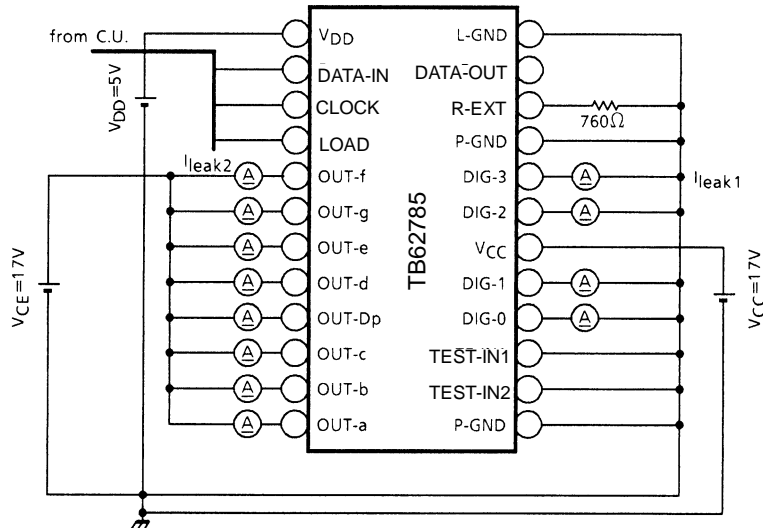 from C.U.
VDD=5V
VDD
DATA-IN
CLOCK
LOAD
Ileak2
A
OUT-f
A
OUT-g
A
OUT-e
A
OUT-d
A
OUT-Dp
A
OUT-c
A
OUT-b
A
OUT-a
VCE=17V
TB62785
L-GND
DATA-OUT
R-EXT
760Ω
P-GND
DIG-3
A
Ileak1
DIG-2
A
VCC
DIG-1
A
DIG-0
A
TEST-IN1
TEST-IN2
P-GND
VCC=17V